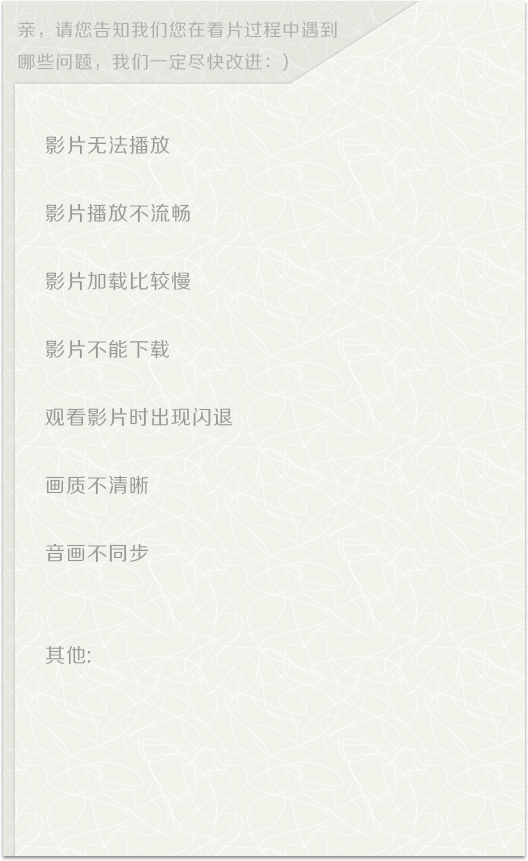 亲，请您告知我们您在看片过程中遇到
哪些问题，我们一定尽快改进：)
影片无法播放
影片播放不流畅
影片加载比较慢
影片不能下载
观看影片时出现闪退
画质不清晰
音画不同步
其他: